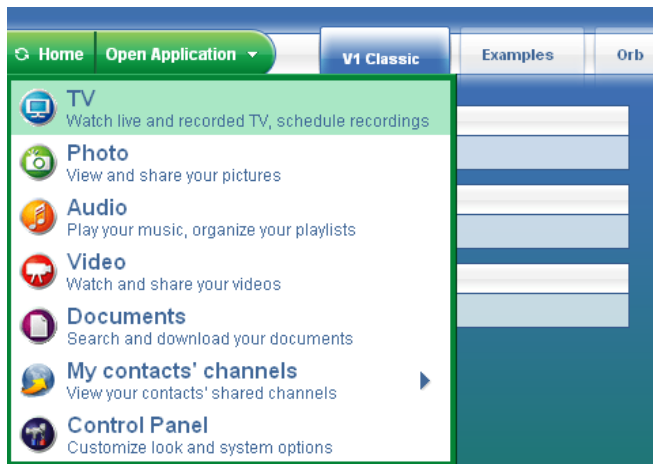 Home Open Application V1 Classic Examples Orb
TV
Watch live and recorded TV, schedule recordings
Photo
View and share your pictures
Audio
Play your music, organize your playlists
Video
Watch and share your videos
Documents
Search and download your documents
My contacts' channels
View your contacts' shared channels
Control Panel
Customize look and system options